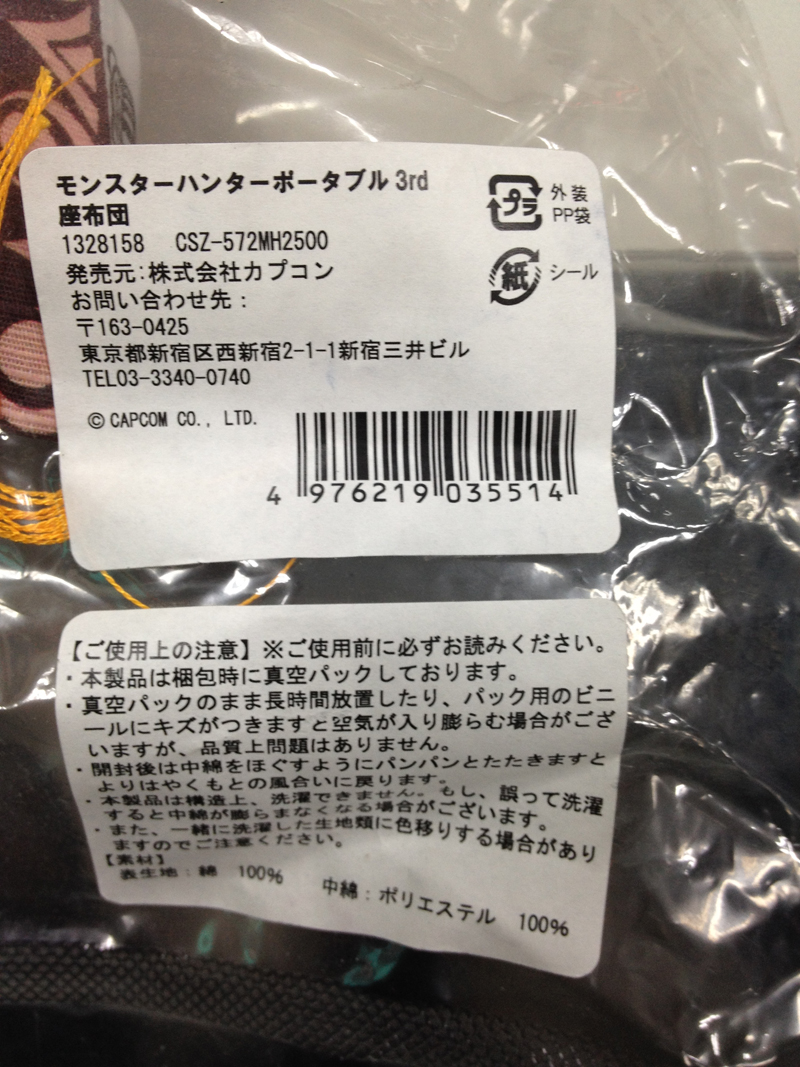 モンスターハンターポータブル 3rd
座布団
1328158 CSZ-572MH2500
発売元:株式会社カプコン
お問い合わせ先：
〒163-0425
東京都新宿区西新宿2-1-1新宿三井ビル
TEL03-3340-0740
© CAPCOM CO., LTD.
プラ 外装
PP袋
紙 シール
4 976219 035514
【ご使用上の注意】※ご使用前に必ずお読みください。
・本製品は梱包時に真空パックしております。
・真空パックのまま長時間放置したり、パック用のビニ
ールにキズがつきますと空気が入り膨らむ場合がござ
いますが、品質上問題はありません。
・開封後は中綿をほぐすようにパンパンとたたきますと
よりはやくもとの風合いに戻ります。
・本製品は構造上、洗濯できません。もし、誤って洗濯
すると中綿が膨らまなくなる場合がございます。
・また、一緒に洗濯した生地類に色移りする場合があり
ますのでご注意ください。
【素材】
表生地：綿 100% 中綿：ポリエステル 100%